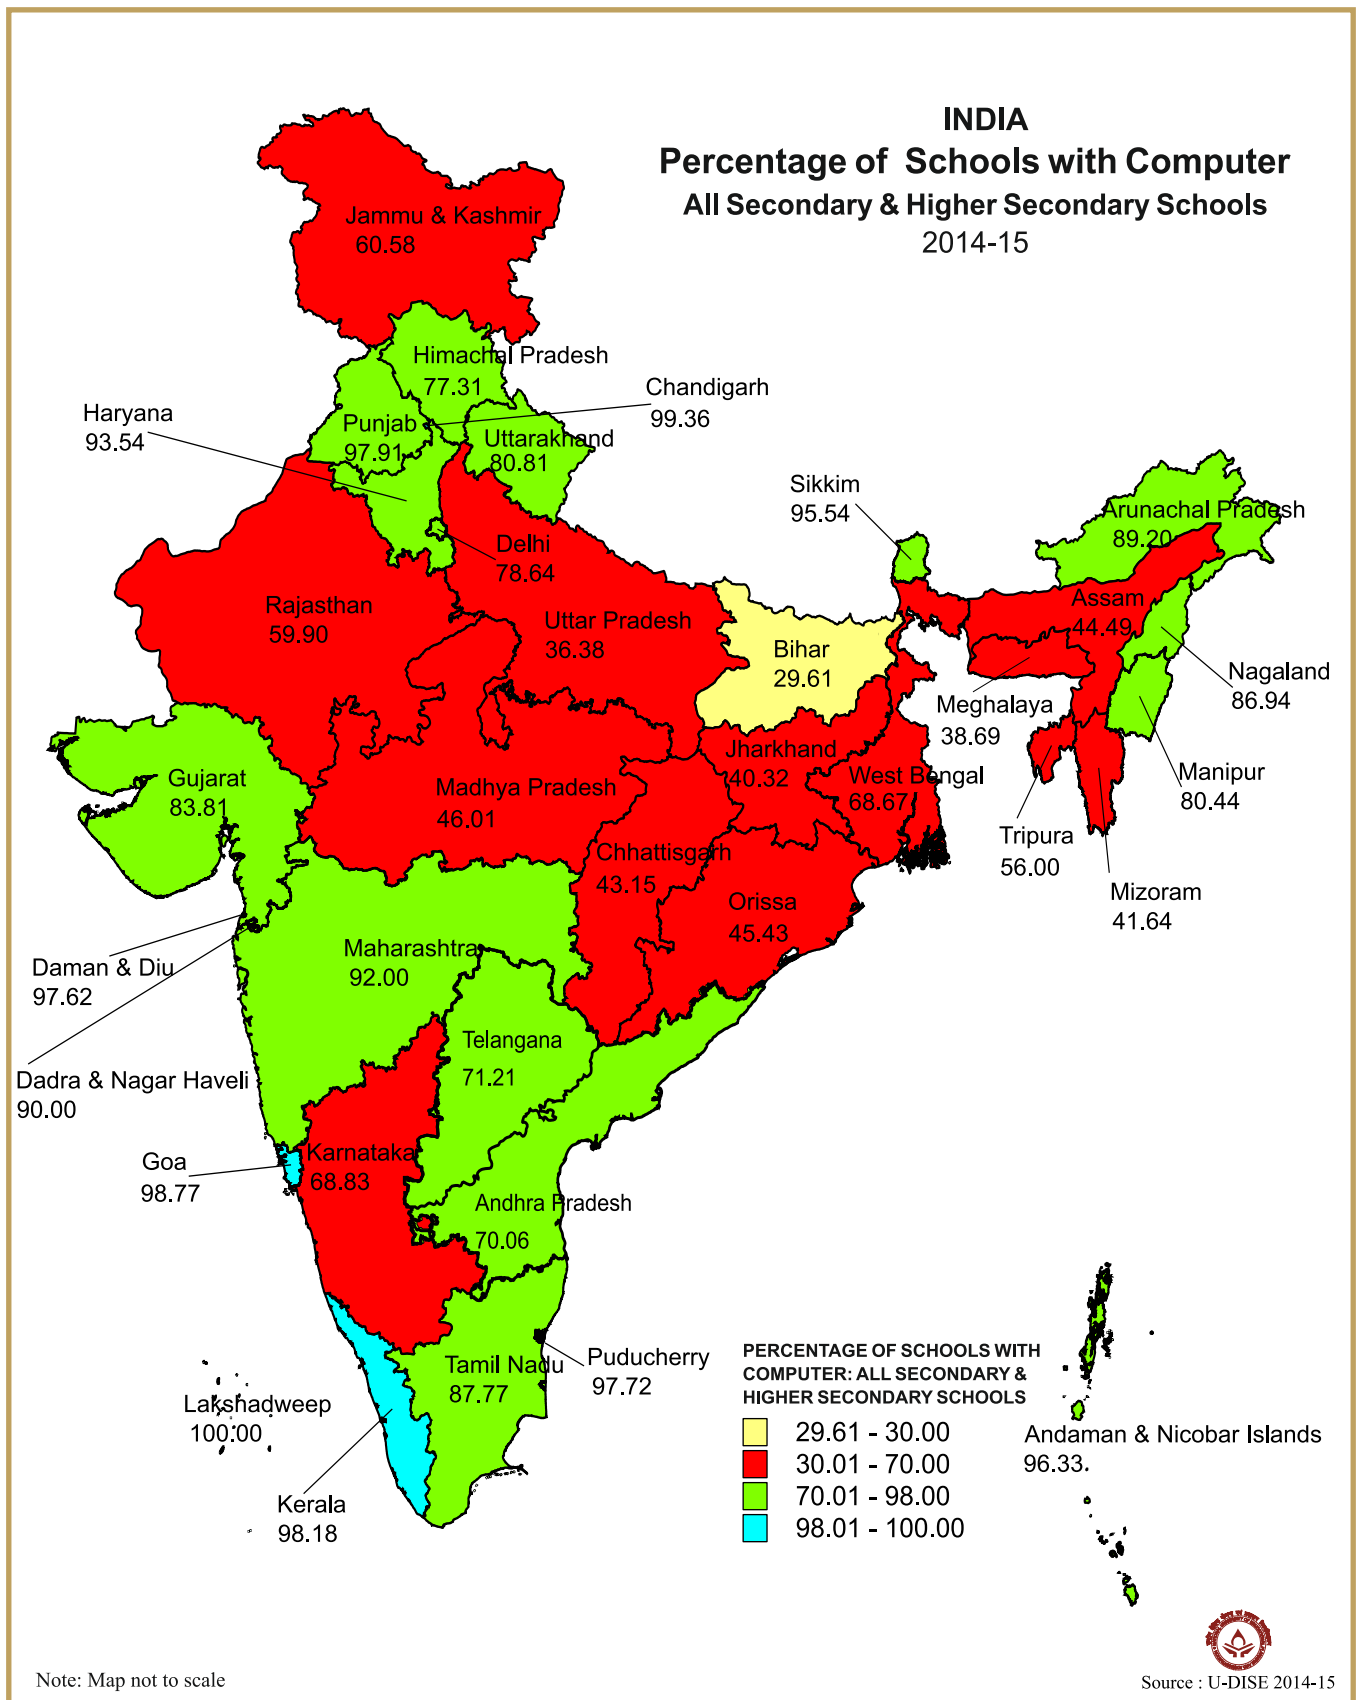 INDIA
Percentage of Schools with Computer
All Secondary & Higher Secondary Schools
2014-15
Jammu & Kashmir
60.58
Himachal Pradesh
77.31
Chandigarh
99.36
Haryana
93.54
Punjab
97.91
Uttarakhand
80.81
Sikkim
95.54
Arunachal Pradesh
89.20
Delhi
78.64
Rajasthan
59.90
Uttar Pradesh
36.38
Bihar
29.61
Assam
44.49
Nagaland
86.94
Meghalaya
38.69
Manipur
80.44
Gujarat
83.81
Madhya Pradesh
46.01
Jharkhand
40.32
West Bengal
68.67
Tripura
56.00
Mizoram
41.64
Chhattisgarh
43.15
Orissa
45.43
Maharashtra
92.00
Daman & Diu
97.62
Telangana
71.21
Dadra & Nagar Haveli
90.00
Goa
98.77
Karnataka
68.83
Andhra Pradesh
70.06
Tamil Nadu
87.77
Puducherry
97.72
Lakshadweep
100.00
Kerala
98.18
PERCENTAGE OF SCHOOLS WITH
COMPUTER: ALL SECONDARY &
HIGHER SECONDARY SCHOOLS
29.61 - 30.00
30.01 - 70.00
70.01 - 98.00
98.01 - 100.00
Andaman & Nicobar Islands
96.33
Note: Map not to scale
Source : U-DISE 2014-15